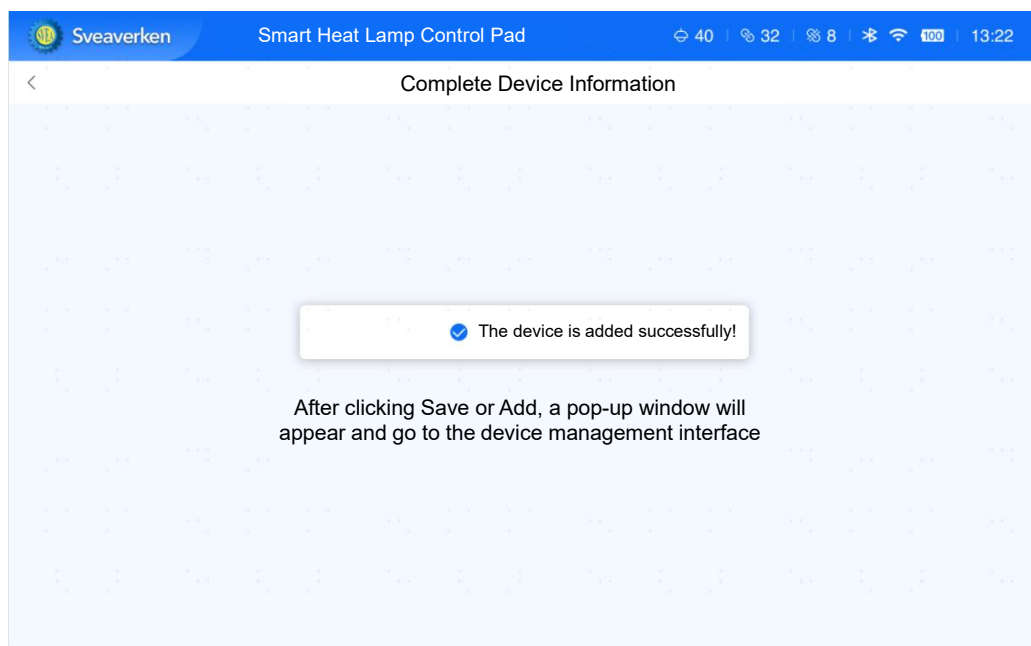 Sveaverken Smart Heat Lamp Control Pad 40 32 8 100 13:22
Complete Device Information
The device is added successfully!
After clicking Save or Add, a pop-up window will
appear and go to the device management interface